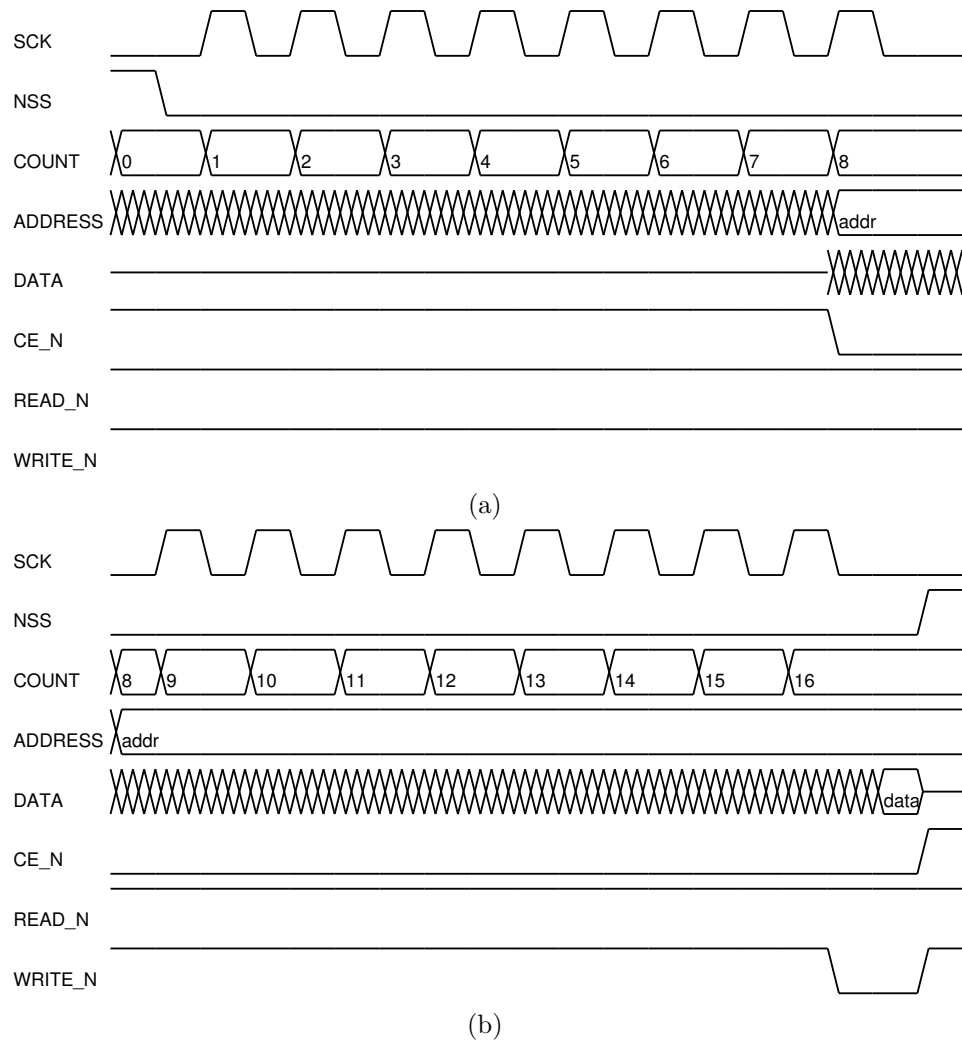 SCK
NSS
COUNT 0 1 2 3 4 5 6 7 8
ADDRESS addr
DATA
CE_N
READ_N
WRITE_N
(a)
SCK
NSS
COUNT 8 9 10 11 12 13 14 15 16
ADDRESS addr
DATA data
CE_N
READ_N
WRITE_N
(b)